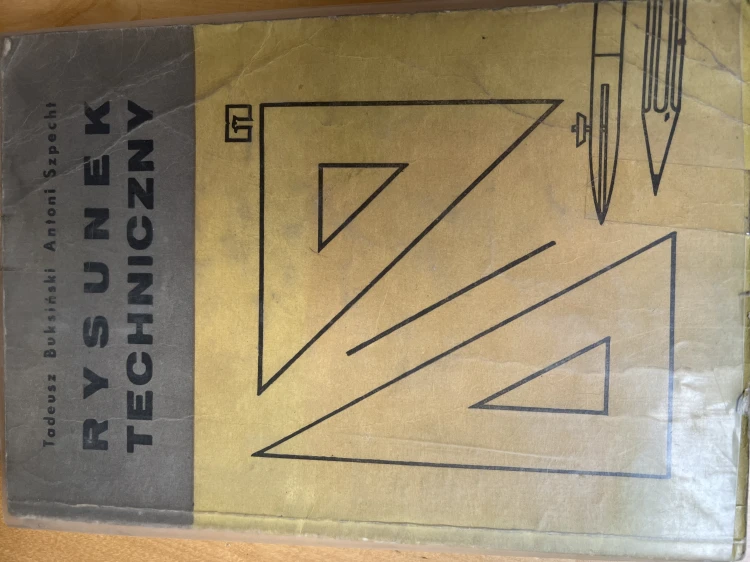 Tadeusz Buksiński Antoni Szpecht
RYSUNEK
TECHNICZNY